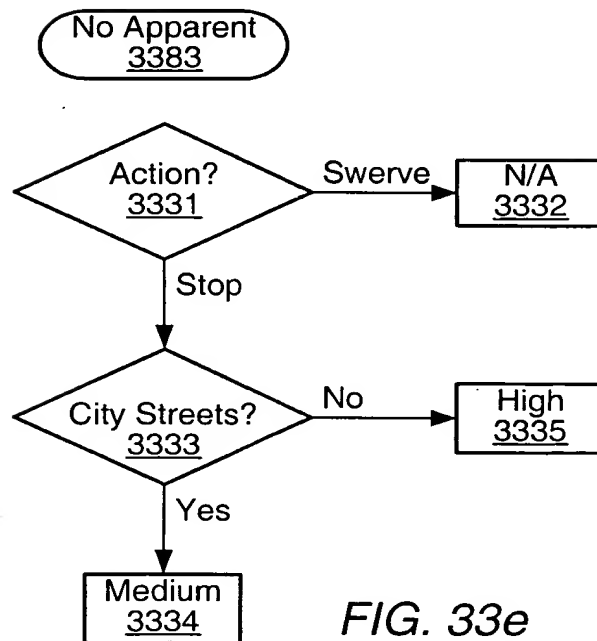 No Apparent
3383
Action?
3331
Swerve
N/A
3332
Stop
City Streets?
3333
No
High
3335
Yes
Medium
3334
FIG. 33e